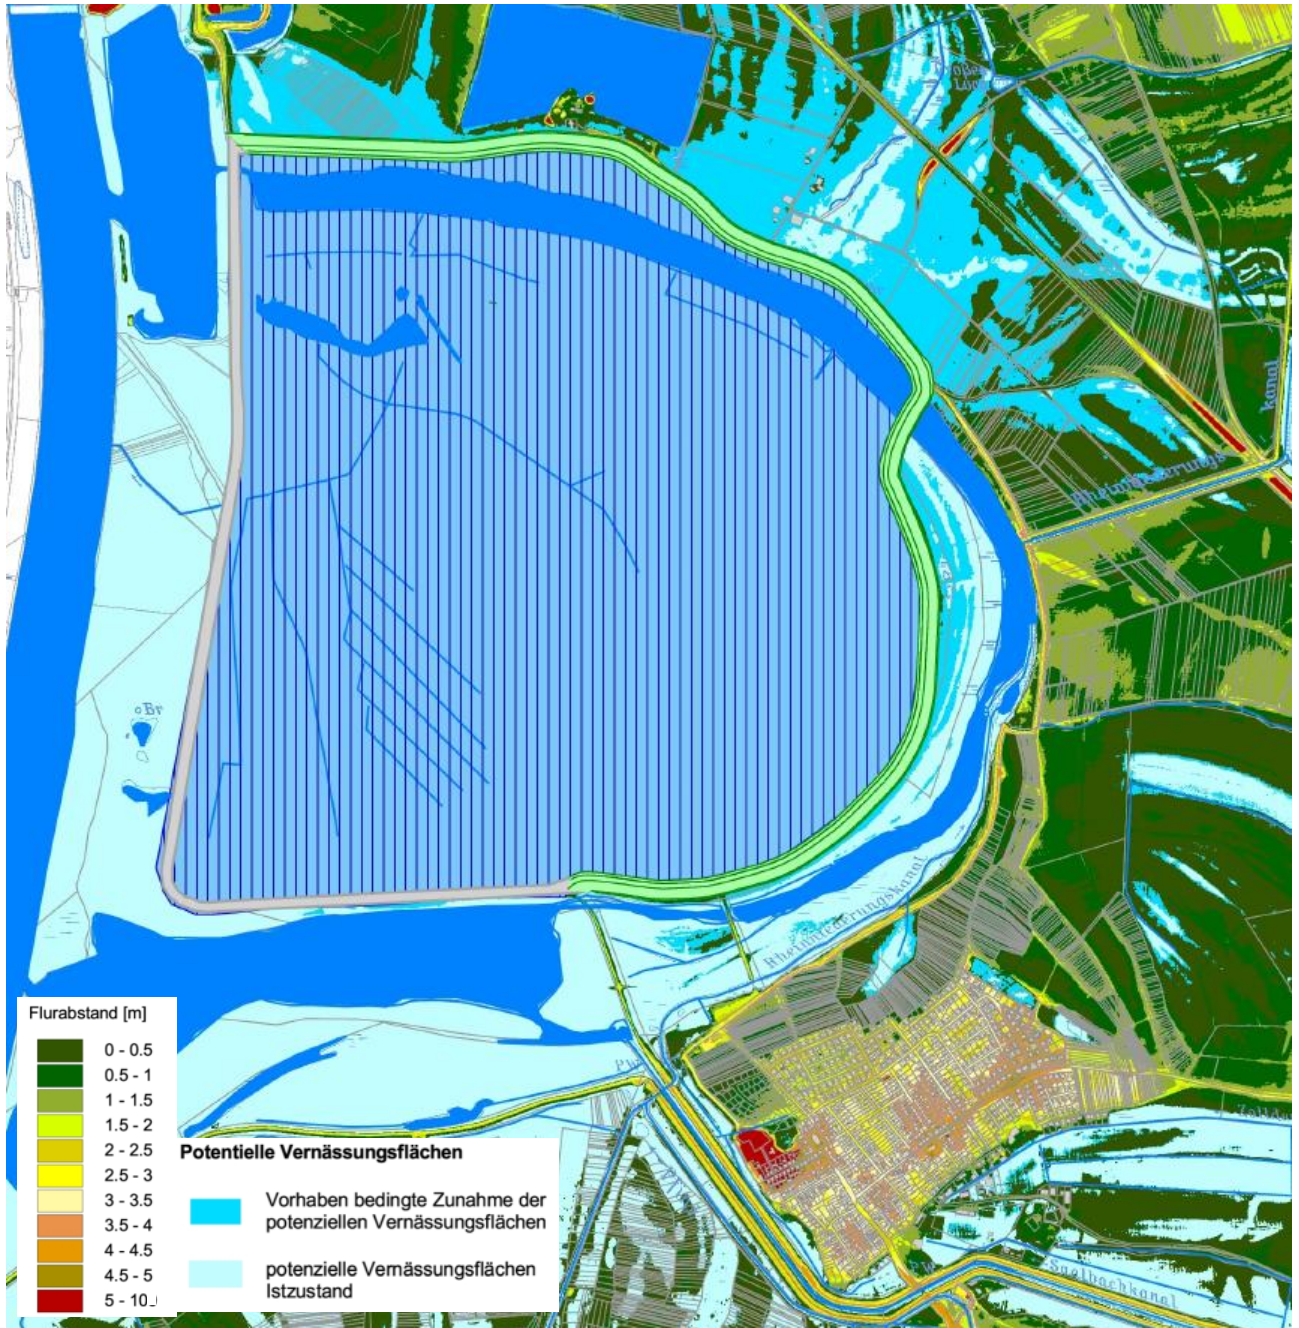 kanal
Rheinniederungs
Br
Rheinniederungskanal
Saalbachkanal
P.W.
Flurabstand [m]
0 - 0.5
0.5 - 1
1 - 1.5
1.5 - 2
2 - 2.5
2.5 - 3
3 - 3.5
3.5 - 4
4 - 4.5
4.5 - 5
5 - 10
Potentielle Vernässungsflächen
Vorhaben bedingte Zunahme der
potenziellen Vernässungsflächen
potenzielle Vernässungsflächen
Istzustand